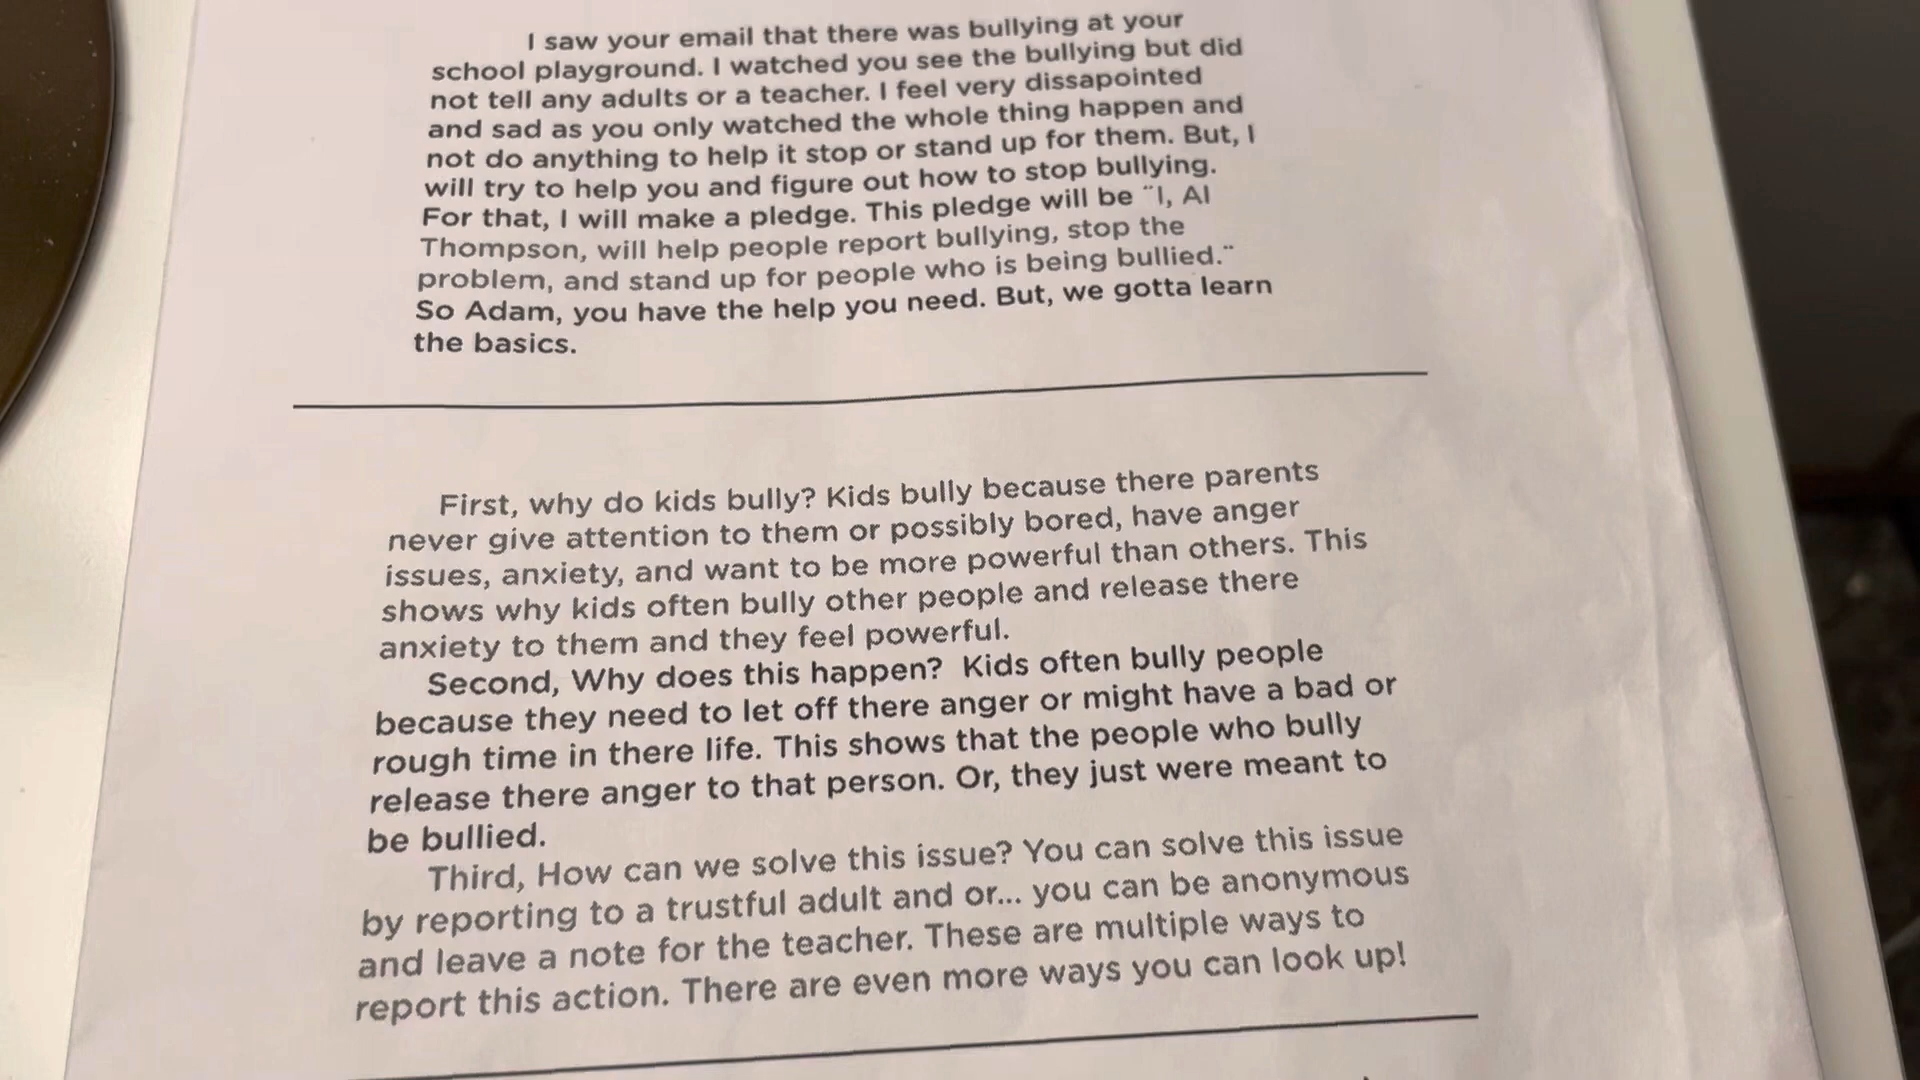 I saw your email that there was bullying at your
school playground. I watched you see the bullying but did
not tell any adults or a teacher. I feel very dissapointed
and sad as you only watched the whole thing happen and
not do anything to help it stop or stand up for them. But, I
will try to help you and figure out how to stop bullying.
For that, I will make a pledge. This pledge will be "I, Al
Thompson, will help people report bullying, stop the
problem, and stand up for people who is being bullied."
So Adam, you have the help you need. But, we gotta learn
the basics.
First, why do kids bully? Kids bully because there parents
never give attention to them or possibly bored, have anger
issues, anxiety, and want to be more powerful than others. This
shows why kids often bully other people and release there
anxiety to them and they feel powerful.
Second, Why does this happen? Kids often bully people
because they need to let off there anger or might have a bad or
rough time in there life. This shows that the people who bully
release there anger to that person. Or, they just were meant to
be bullied.
Third, How can we solve this issue? You can solve this issue
by reporting to a trustful adult and or... you can be anonymous
and leave a note for the teacher. These are multiple ways to
report this action. There are even more ways you can look up!